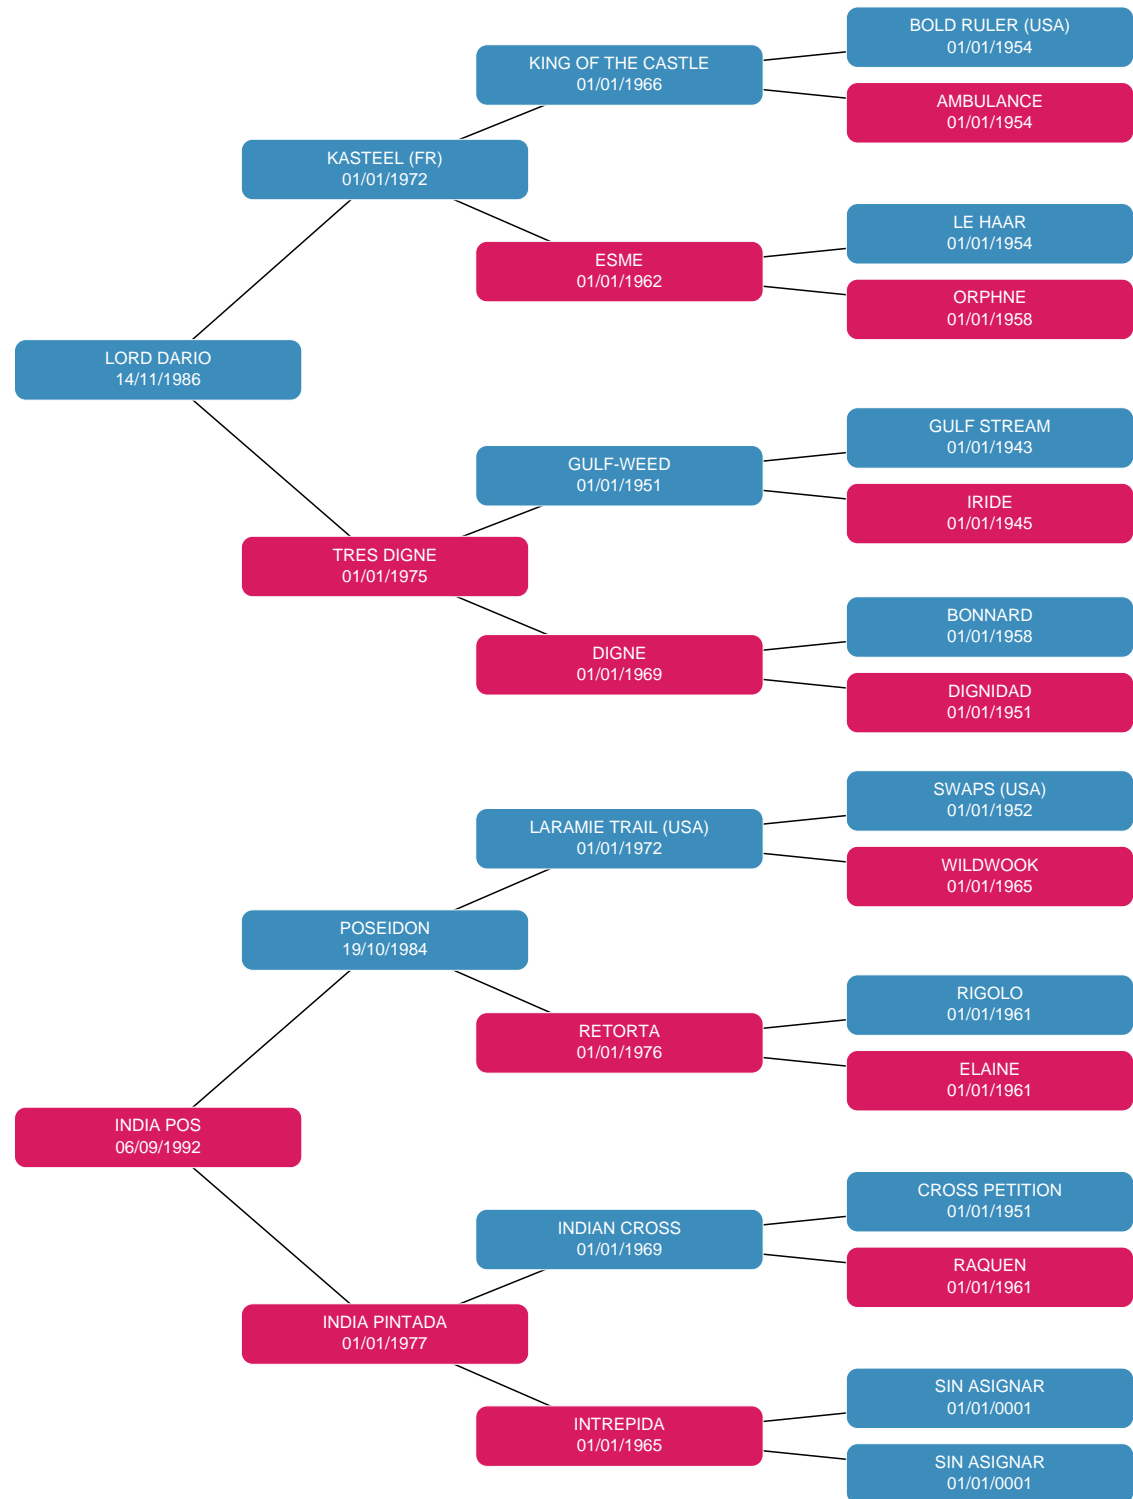 BOLD RULER (USA)
01/01/1954
KING OF THE CASTLE
01/01/1966
AMBULANCE
01/01/1954
KASTEEL (FR)
01/01/1972
LE HAAR
01/01/1954
ESME
01/01/1962
ORPHNE
01/01/1958
LORD DARIO
14/11/1986
GULF STREAM
01/01/1943
GULF-WEED
01/01/1951
IRIDE
01/01/1945
TRES DIGNE
01/01/1975
BONNARD
01/01/1958
DIGNE
01/01/1969
DIGNIDAD
01/01/1951
SWAPS (USA)
01/01/1952
LARAMIE TRAIL (USA)
01/01/1972
WILDWOOK
01/01/1965
POSEIDON
19/10/1984
RIGOLO
01/01/1961
RETORTA
01/01/1976
ELAINE
01/01/1961
INDIA POS
06/09/1992
CROSS PETITION
01/01/1951
INDIAN CROSS
01/01/1969
RAQUEN
01/01/1961
INDIA PINTADA
01/01/1977
SIN ASIGNAR
01/01/0001
INTREPIDA
01/01/1965
SIN ASIGNAR
01/01/0001